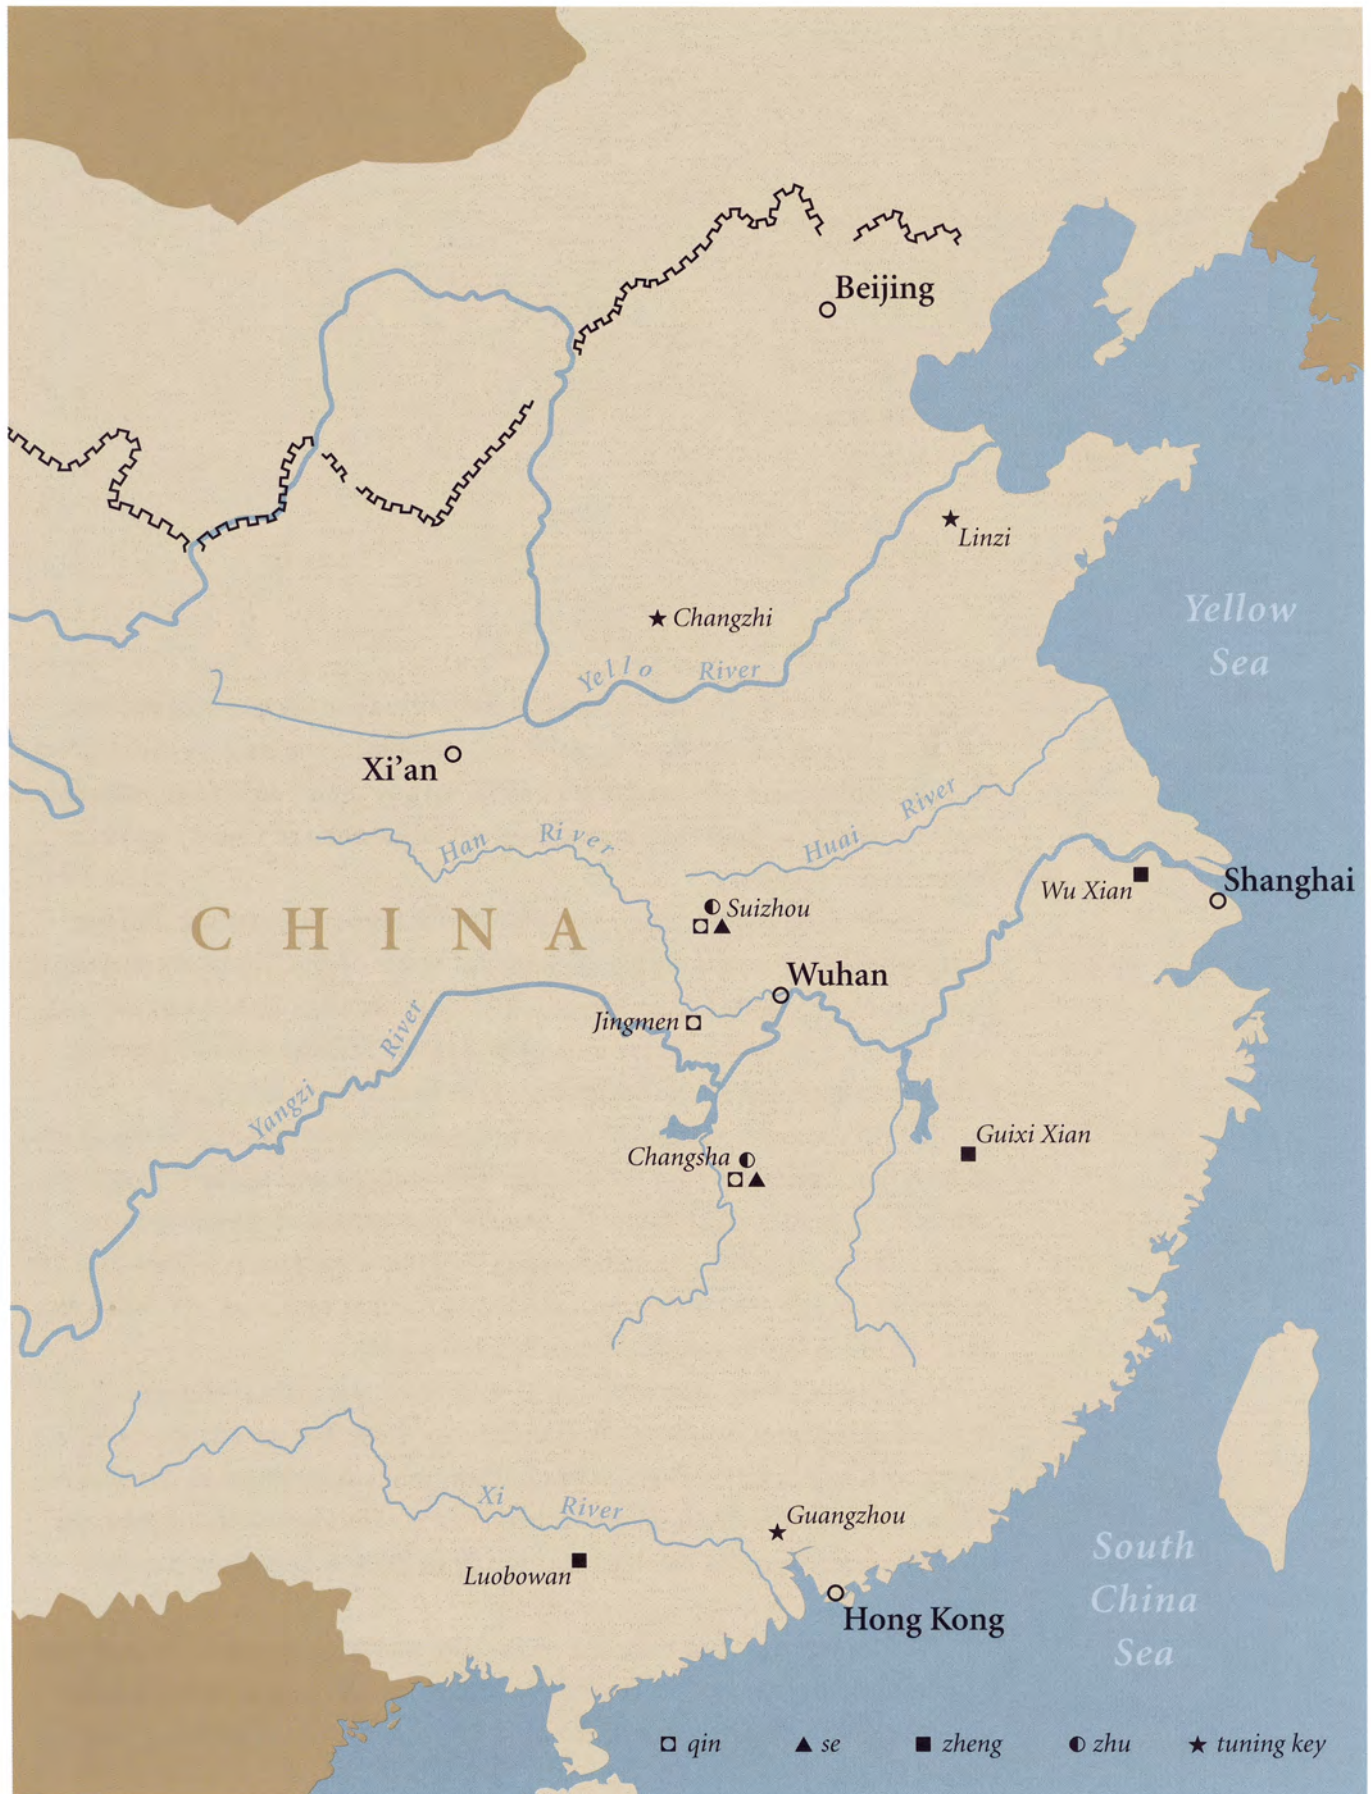 Beijing
Linzi
Yellow
Sea
Changzhi
Yello River
Xi'an
Huai River
Han River
Shanghai
Wu Xian
Suizhou
CHINA
Wuhan
Jingmen
Yangzi River
Guixi Xian
Changsha
Xi River
Guangzhou
Luobowan
South
China
Sea
Hong Kong
qin se zheng zhu tuning key